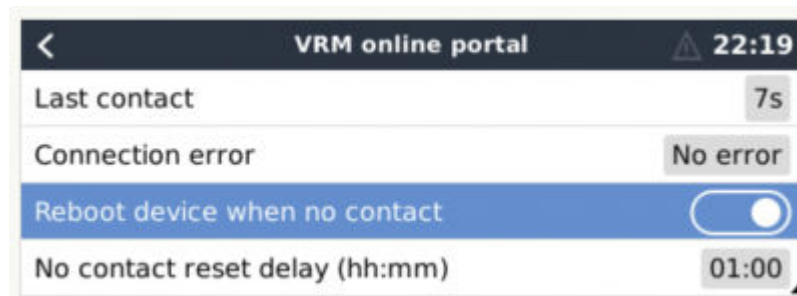 VRM online portal 22:19
Last contact 7s
Connection error No error
Reboot device when no contact
No contact reset delay (hh:mm) 01:00